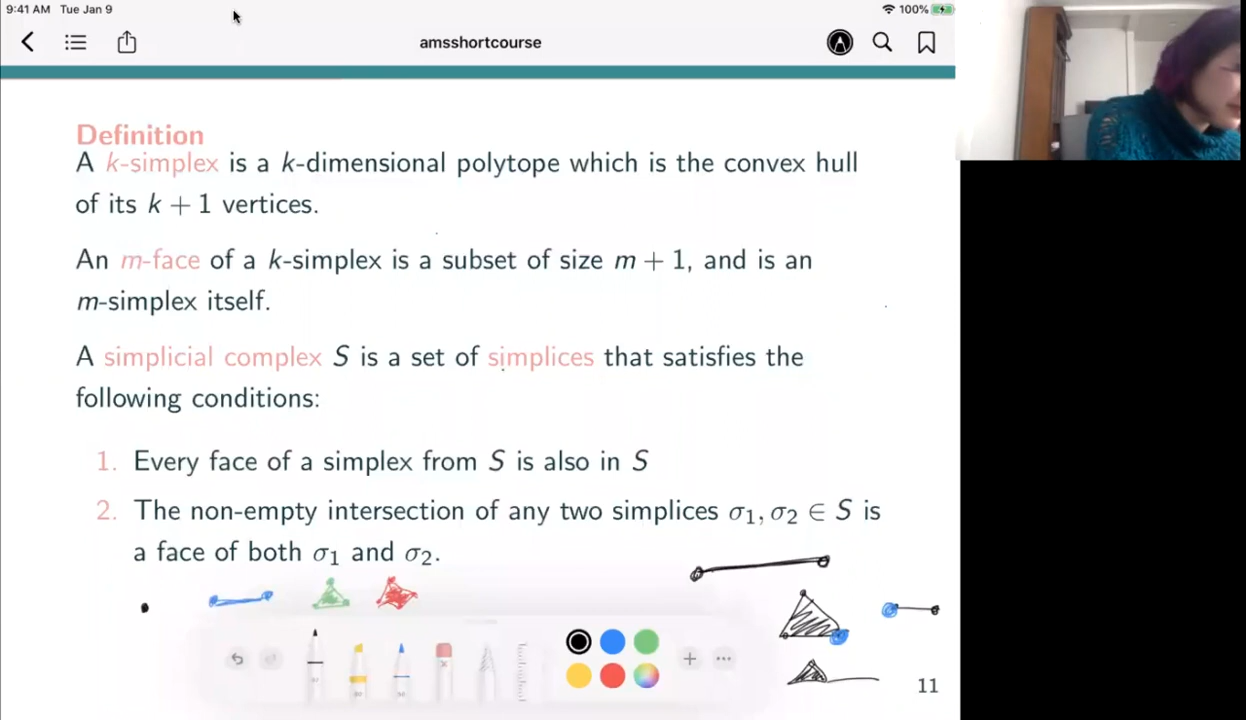 9:41 AM Tue Jan 9
100%
amsshortcourse
Definition
A k-simplex is a k-dimensional polytope which is the convex hull
of its k + 1 vertices.
An m-face of a k-simplex is a subset of size m + 1, and is an
m-simplex itself.
A simplicial complex S is a set of simplices that satisfies the
following conditions:
1. Every face of a simplex from S is also in S
2. The non-empty intersection of any two simplices σ₁, σ₂ ∈ S is
a face of both σ₁ and σ₂.
11